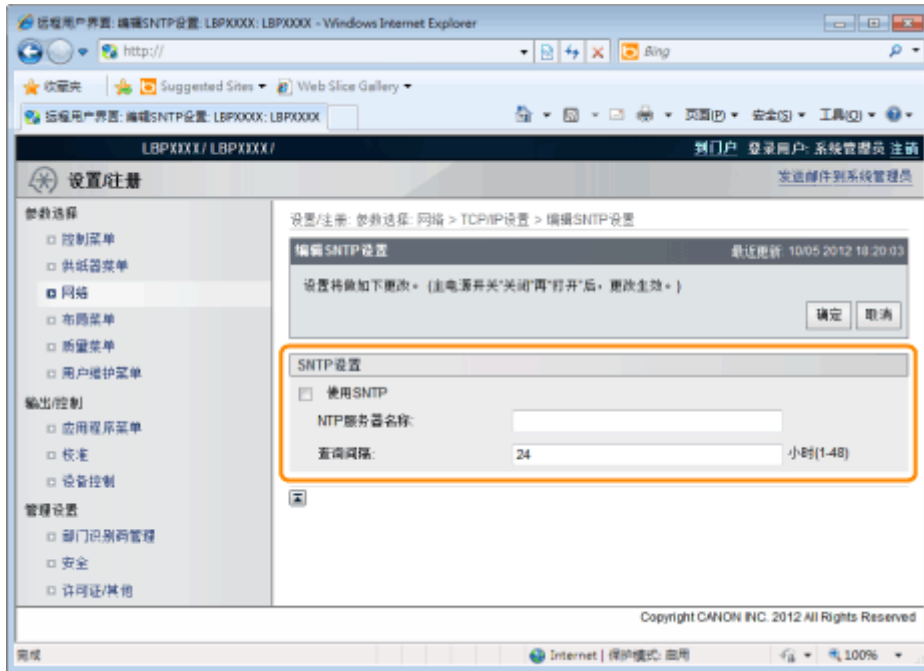 远程用户界面: 编辑SNTP设置: LBPXXXX: LBPXXXX - Windows Internet Explorer
http://
Bing
收藏夹 Suggested Sites Web Slice Gallery
远程用户界面: 编辑SNTP设置: LBPXXXX: LBPXXXX
页面(P) 安全(S) 工具(O)
LBPXXXX/ LBPXXXX/
到门户 登录用户: 系统管理员 注销
设置/注册
发送邮件到系统管理员
参数选择
控制菜单
供纸器菜单
网络
布局菜单
质量菜单
用户维护菜单
输出/控制
应用程序菜单
校准
设备控制
管理设置
部门识别码管理
安全
许可证/其他
设置/注册: 参数选择: 网络 > TCP/IP设置 > 编辑SNTP设置
编辑SNTP设置
最近更新: 10/05 2012 18:20:03
设置将做如下更改。 (主电源开关"关闭"再"打开"后，更改生效。)
确定 取消
SNTP设置
使用SNTP
NTP服务器名称:
查询间隔: 24 小时(1-48)
Copyright CANON INC. 2012 All Rights Reserved
完成
Internet | 保护模式: 启用
100%